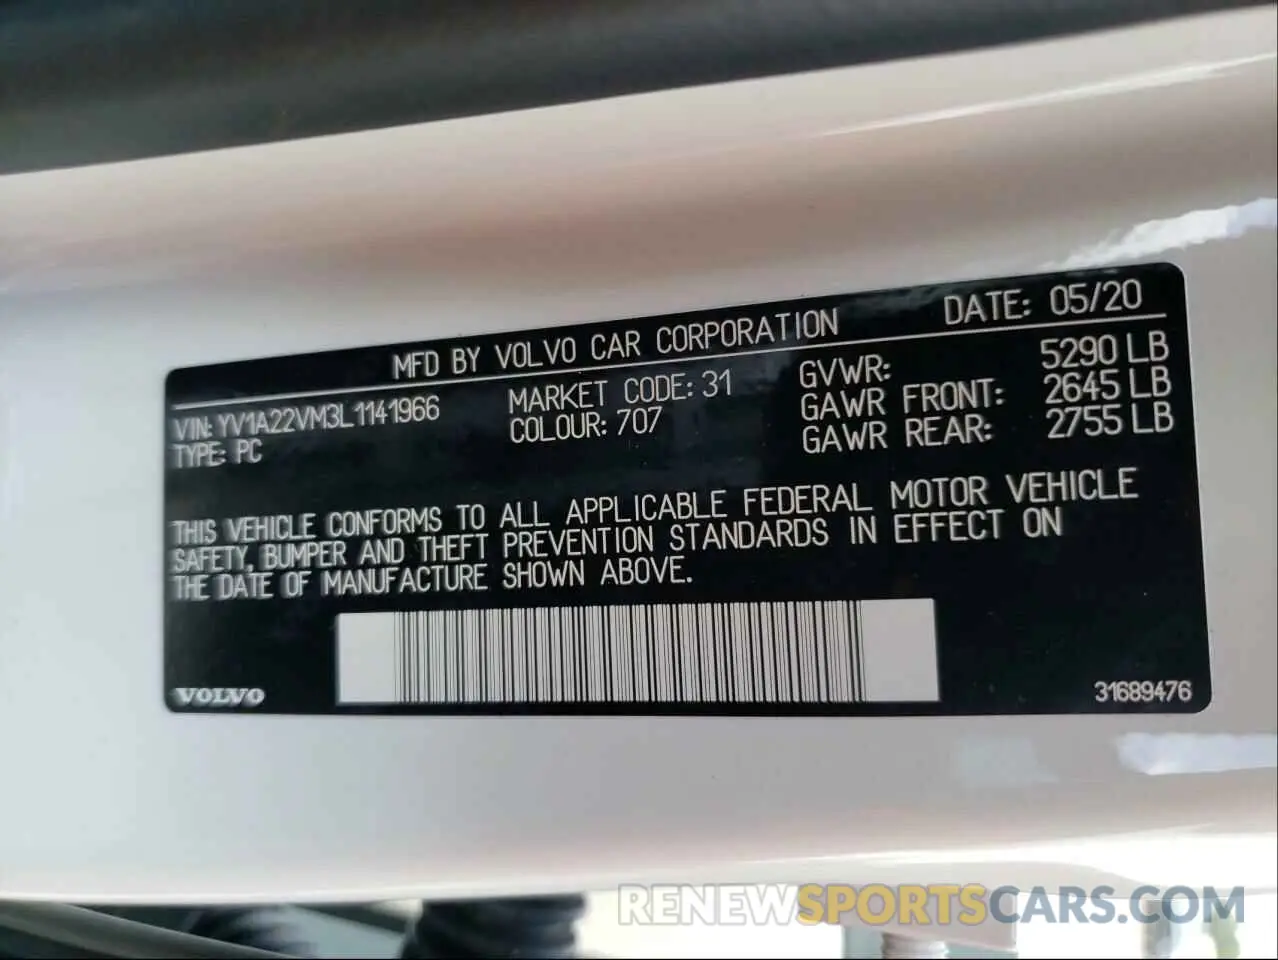 MFD BY VOLVO CAR CORPORATION DATE: 05/20
VIN: YV1A22VM3L1141966 MARKET CODE: 31 GVWR: 5290 LB
TYPE: PC COLOUR: 707 GAWR FRONT: 2645 LB
GAWR REAR: 2755 LB
THIS VEHICLE CONFORMS TO ALL APPLICABLE FEDERAL MOTOR VEHICLE
SAFETY, BUMPER AND THEFT PREVENTION STANDARDS IN EFFECT ON
THE DATE OF MANUFACTURE SHOWN ABOVE.
VOLVO 31689476
RENEWSPORTSCARS.COM